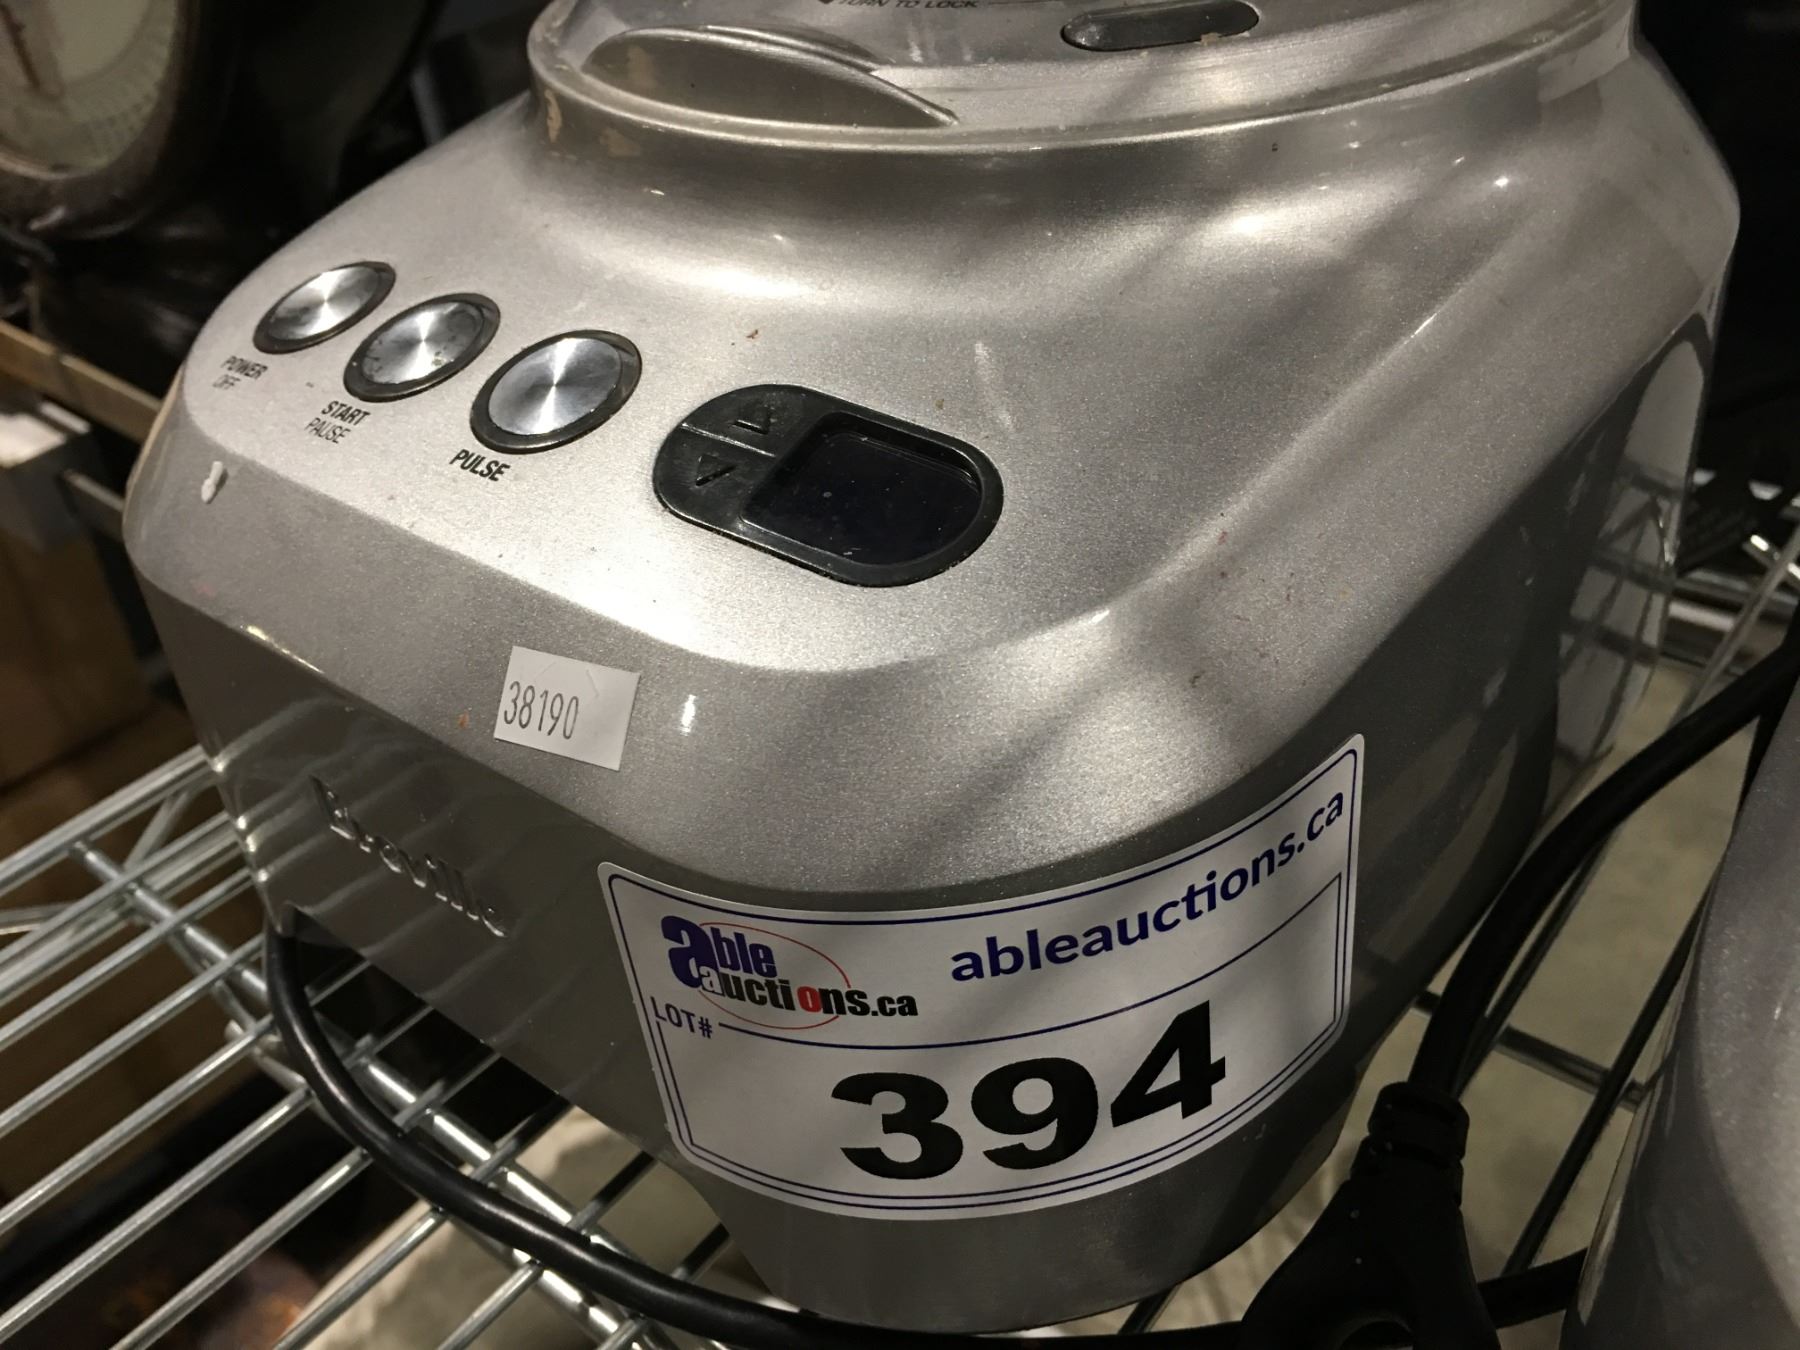 TURN TO LOCK
POWER
OFF
START
PAUSE
PULSE
38190
Breville
able
auctions.ca
ableauctions.ca
LOT#
394